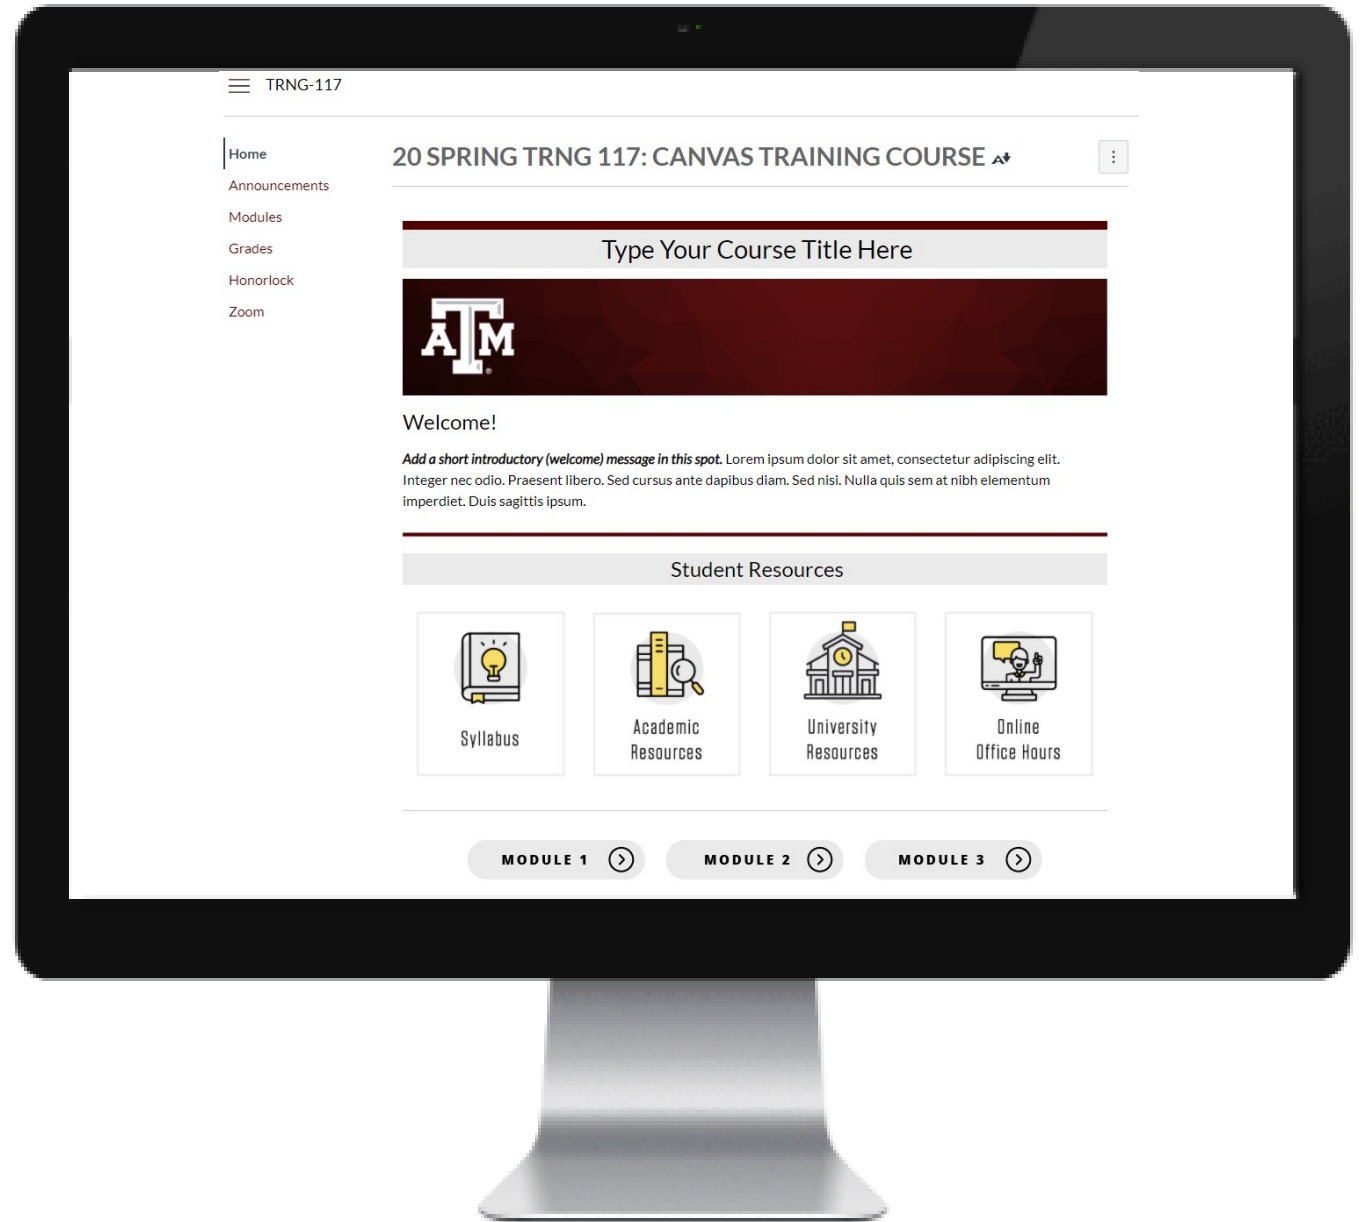 TRNG-117
Home
Announcements
Modules
Grades
Honorlock
Zoom
20 SPRING TRNG 117: CANVAS TRAINING COURSE
Type Your Course Title Here
ATM
Welcome!
Add a short introductory (welcome) message in this spot. Lorem ipsum dolor sit amet, consectetur adipiscing elit.
Integer nec odio. Praesent libero. Sed cursus ante dapibus diam. Sed nisi. Nulla quis sem at nibh elementum
imperdiet. Duis sagittis ipsum.
Student Resources
Syllabus
Academic
Resources
University
Resources
Online
Office Hours
MODULE 1
MODULE 2
MODULE 3